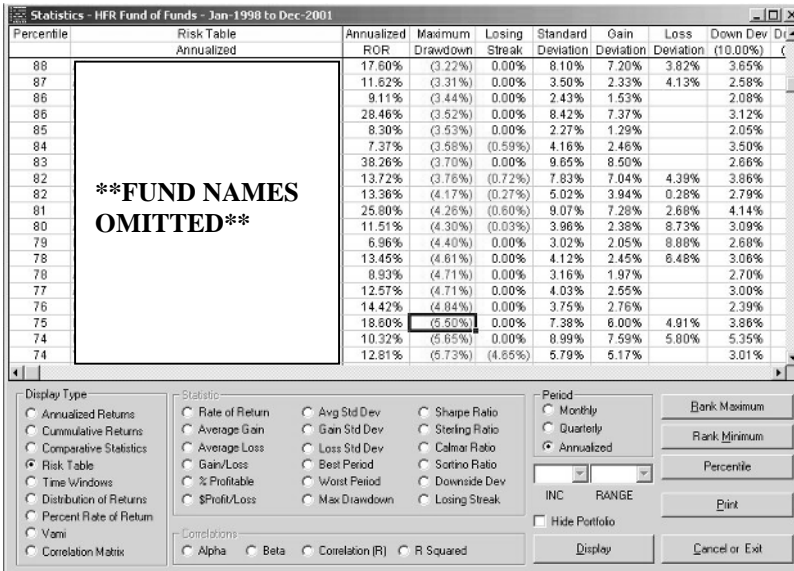 Statistics - HFR Fund of Funds - Jan-1998 to Dec-2001
Percentile Risk Table Annualized Maximum Losing Standard Gain Loss Down Dev
Annualized ROR Drawdown Streak Deviation Deviation Deviation (10.00%)
88 17.60% (3.22%) 0.00% 8.10% 7.20% 3.82% 3.65%
87 11.62% (3.31%) 0.00% 3.50% 2.33% 4.13% 2.58%
86 9.11% (3.44%) 0.00% 2.43% 1.53% 2.08%
86 28.46% (3.52%) 0.00% 8.42% 7.37% 3.12%
85 8.30% (3.53%) 0.00% 2.27% 1.29% 2.05%
84 7.37% (3.58%) (0.59%) 4.16% 2.46% 3.50%
83 38.26% (3.70%) 0.00% 9.65% 8.50% 2.66%
82 13.72% (3.76%) (0.72%) 7.83% 7.04% 4.39% 3.86%
82 13.36% (4.17%) (0.27%) 5.02% 3.94% 0.28% 2.79%
81 25.80% (4.26%) (0.60%) 9.07% 7.28% 2.68% 4.14%
80 11.51% (4.30%) (0.03%) 3.96% 2.38% 8.73% 3.09%
79 6.96% (4.40%) 0.00% 3.02% 2.05% 8.88% 2.68%
78 13.45% (4.61%) 0.00% 4.12% 2.45% 6.48% 3.06%
78 8.93% (4.71%) 0.00% 3.16% 1.97% 2.70%
77 12.57% (4.71%) 0.00% 4.03% 2.55% 3.00%
76 14.42% (4.84%) 0.00% 3.75% 2.76% 2.39%
75 18.60% (5.50%) 0.00% 7.38% 6.00% 4.91% 3.86%
74 10.32% (5.65%) 0.00% 8.99% 7.59% 5.80% 5.35%
74 12.81% (5.73%) (4.65%) 5.79% 5.17% 3.01%
**FUND NAMES
OMITTED**
Display Type
Annualized Returns
Cummulative Returns
Comparative Statistics
Risk Table
Time Windows
Distribution of Returns
Percent Rate of Return
Vami
Correlation Matrix
Statistic
Rate of Return Avg Std Dev Sharpe Ratio
Average Gain Gain Std Dev Sterling Ratio
Average Loss Loss Std Dev Calmar Ratio
Gain/Loss Best Period Sortino Ratio
% Profitable Worst Period Downside Dev
$Profit/Loss Max Drawdown Losing Streak
Correlations
Alpha Beta Correlation (R) R Squared
Period
Monthly
Quarterly
Annualized
INC RANGE
Hide Portfolio
Display
Rank Maximum
Rank Minimum
Percentile
Print
Cancel or Exit